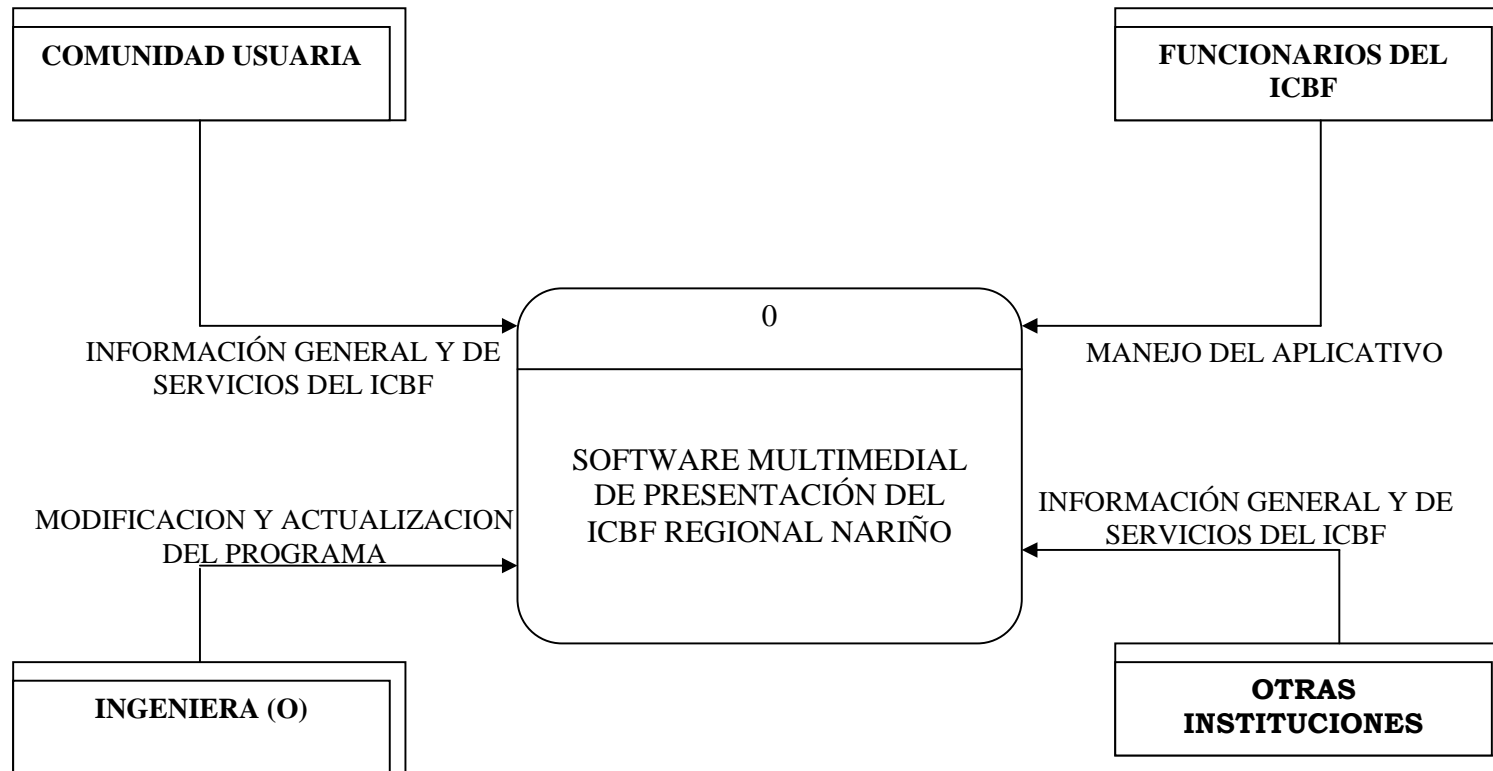 COMUNIDAD USUARIA
FUNCIONARIOS DEL
ICBF
0
INFORMACIÓN GENERAL Y DE
SERVICIOS DEL ICBF
MANEJO DEL APLICATIVO
SOFTWARE MULTIMEDIAL
DE PRESENTACIÓN DEL
ICBF REGIONAL NARIÑO
MODIFICACION Y ACTUALIZACION
DEL PROGRAMA
INFORMACIÓN GENERAL Y DE
SERVICIOS DEL ICBF
INGENIERA (O)
OTRAS
INSTITUCIONES